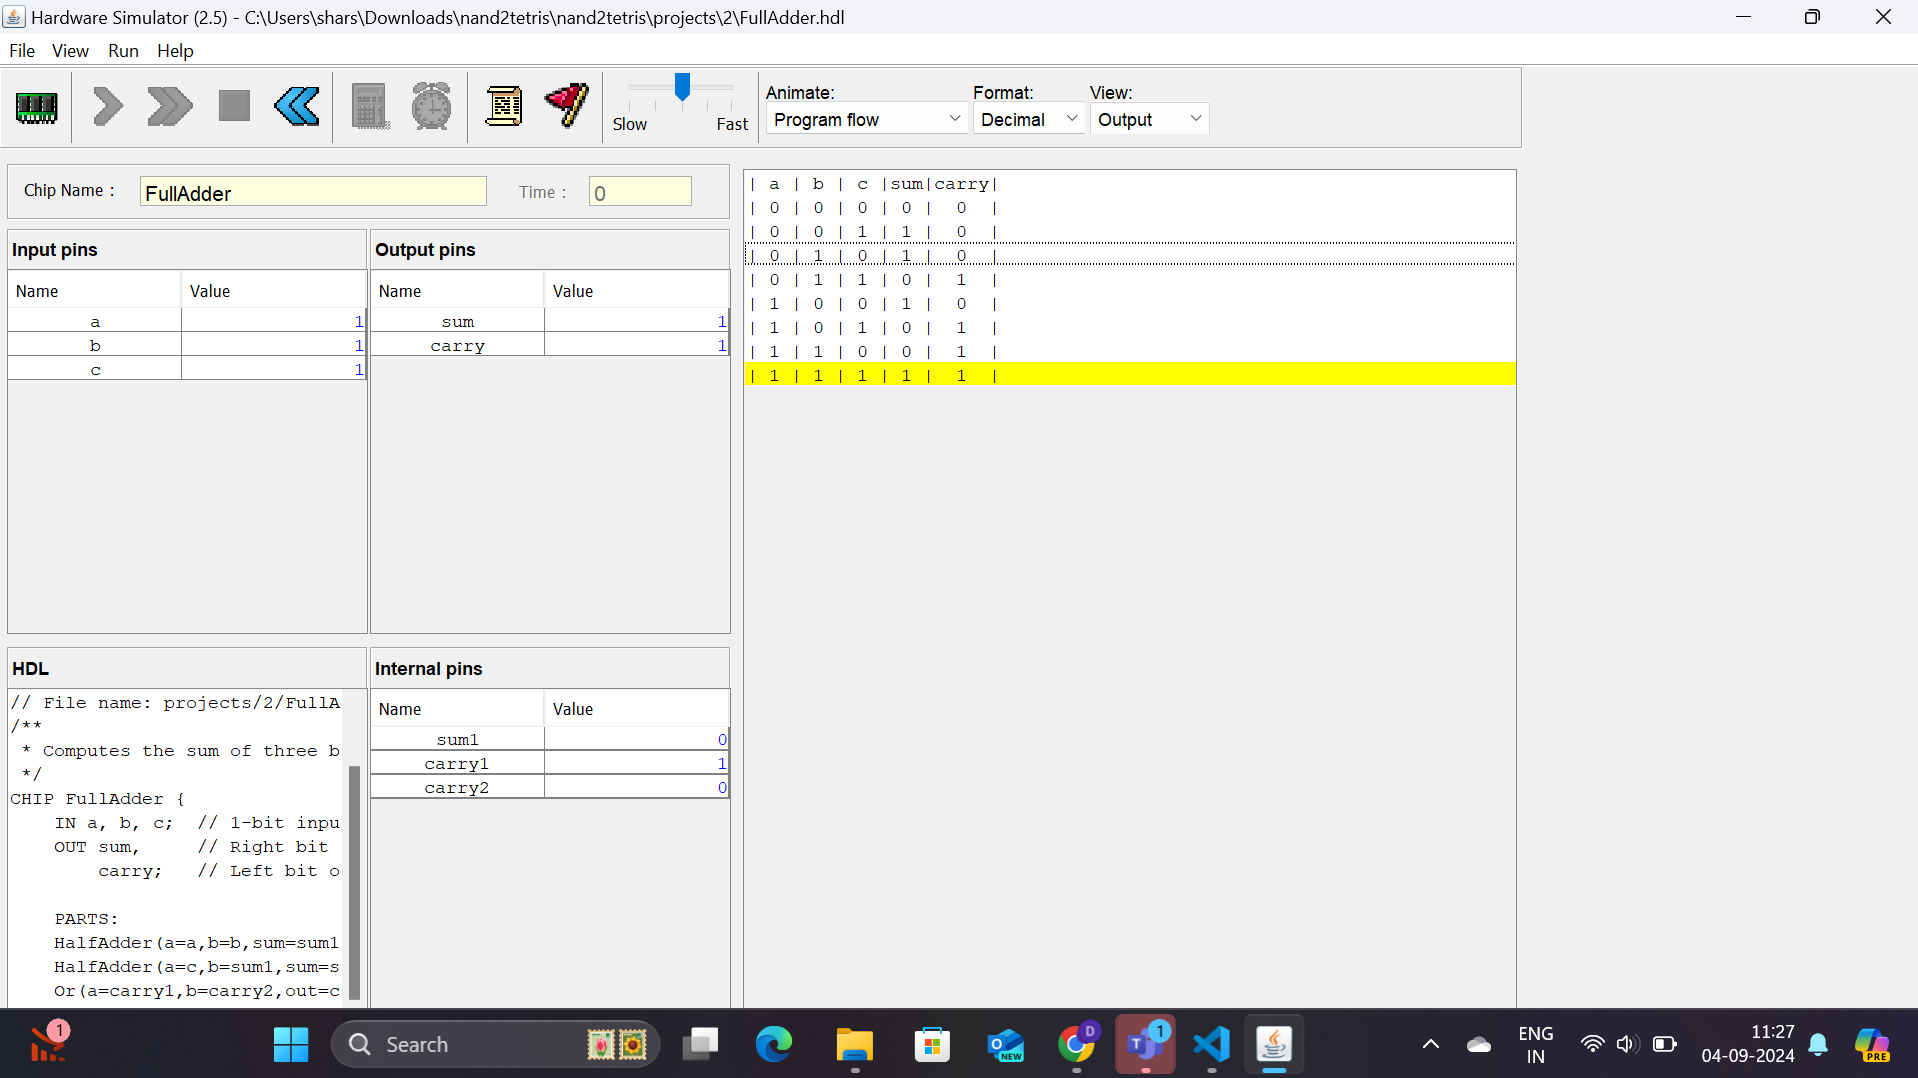 Hardware Simulator (2.5) - C:\Users\shars\Downloads\nand2tetris\nand2tetris\projects\2\FullAdder.hdl
File View Run Help
Slow Fast
Animate: Format: View:
Program flow Decimal Output
Chip Name : FullAdder Time : 0
Input pins
Name Value
a 1
b 1
c 1
Output pins
Name Value
sum 1
carry 1
| a | b | c |sum|carry|
| 0 | 0 | 0 | 0 | 0 |
| 0 | 0 | 1 | 1 | 0 |
| 0 | 1 | 0 | 1 | 0 |
| 0 | 1 | 1 | 0 | 1 |
| 1 | 0 | 0 | 1 | 0 |
| 1 | 0 | 1 | 0 | 1 |
| 1 | 1 | 0 | 0 | 1 |
| 1 | 1 | 1 | 1 | 1 |
HDL
// File name: projects/2/FullA
/**
* Computes the sum of three b
*/
CHIP FullAdder {
IN a, b, c; // 1-bit inpu
OUT sum, // Right bit
carry; // Left bit o
PARTS:
HalfAdder(a=a,b=b,sum=sum1
HalfAdder(a=c,b=sum1,sum=s
Or(a=carry1,b=carry2,out=c
Internal pins
Name Value
sum1 0
carry1 1
carry2 0
1
Search
NEW
D
1
ENG
IN
11:27
04-09-2024
PRE